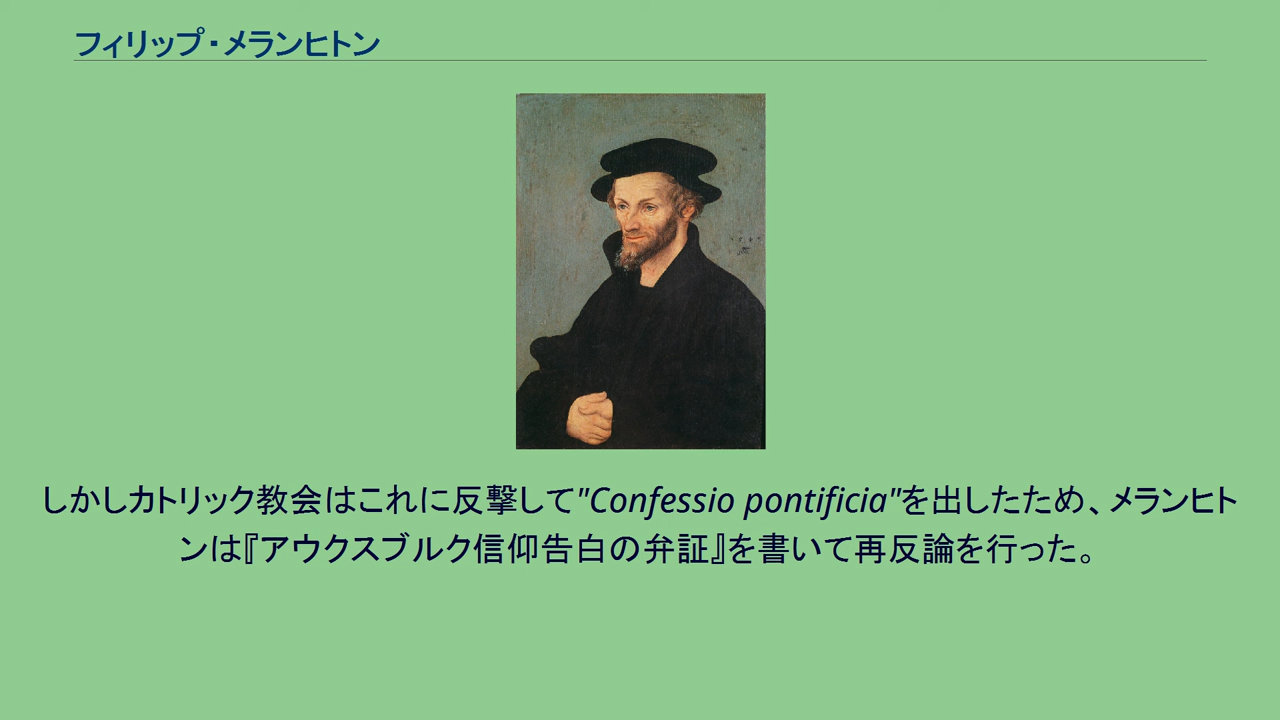 フィリップ・メランヒトン
しかしカトリック教会はこれに反撃して"Confessio pontificia"を出したため、メランヒト
ンは『アウクスブルク信仰告白の弁証』を書いて再反論を行った。